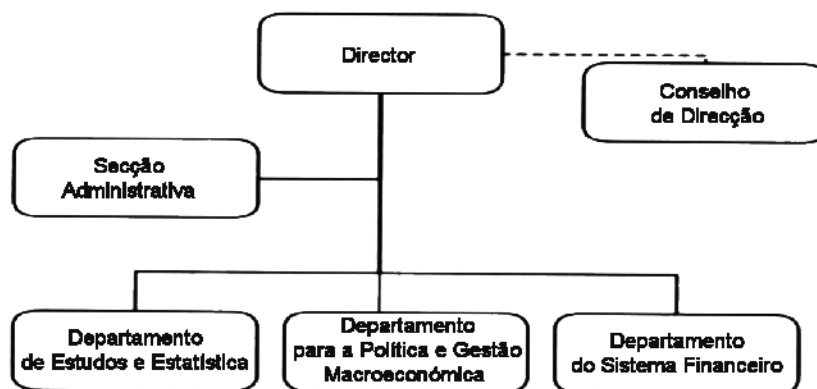 Director
Conselho
de Direcção
Secção
Administrativa
Departamento
de Estudos e Estatística
Departamento
para a Política e Gestão
Macroeconómica
Departamento
do Sistema Financeiro